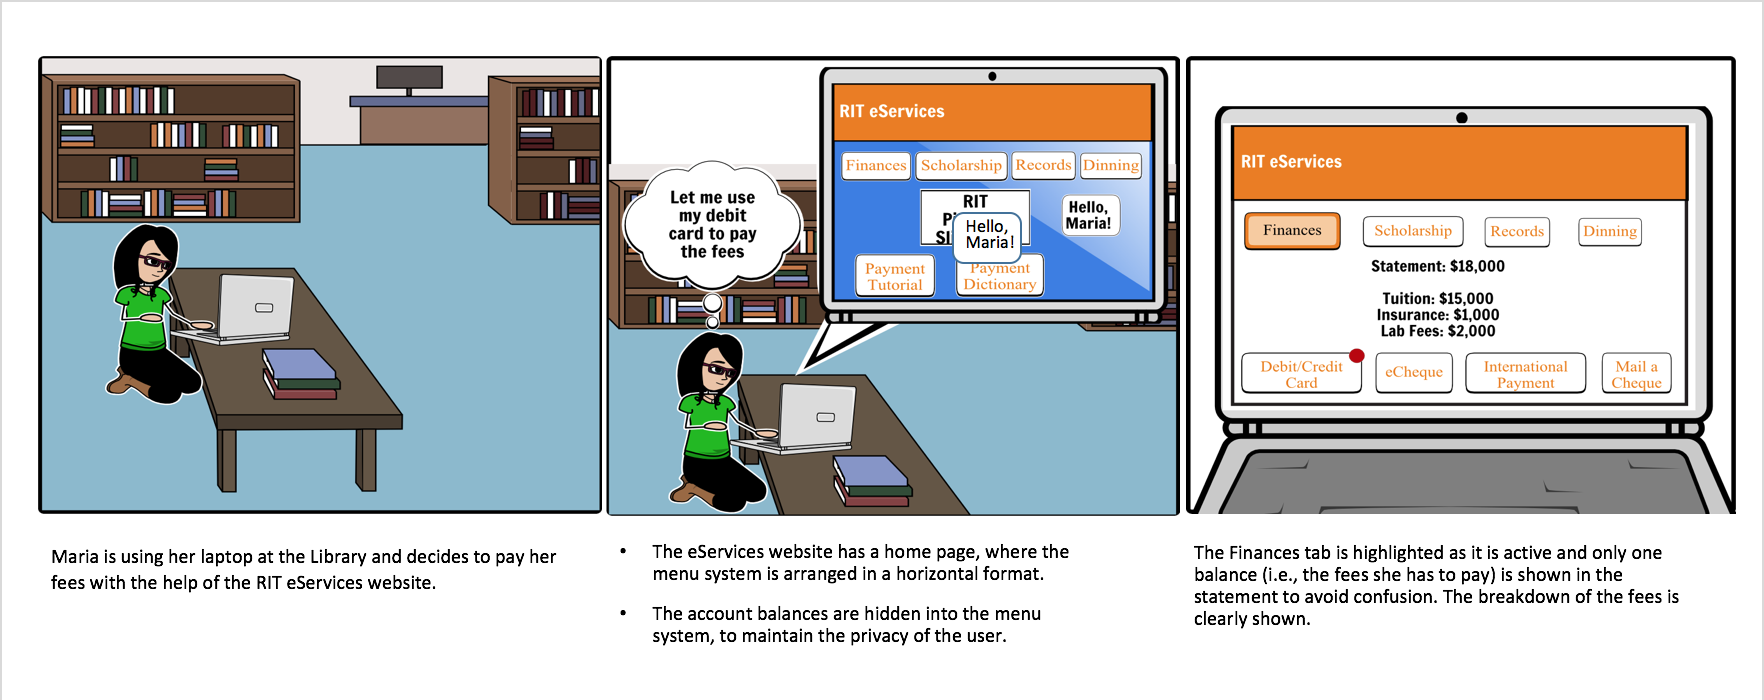 Let me use
my debit
card to pay
the fees
RIT eServices
Finances Scholarship Records Dinning
RIT
Hello,
Maria!
Hello,
Maria!
Payment
Tutorial
Payment
Dictionary
RIT eServices
Finances Scholarship Records Dinning
Statement: $18,000
Tuition: $15,000
Insurance: $1,000
Lab Fees: $2,000
Debit/Credit
Card
eCheque
International
Payment
Mail a
Cheque
Maria is using her laptop at the Library and decides to pay her
fees with the help of the RIT eServices website.
• The eServices website has a home page, where the
menu system is arranged in a horizontal format.
• The account balances are hidden into the menu
system, to maintain the privacy of the user.
The Finances tab is highlighted as it is active and only one
balance (i.e., the fees she has to pay) is shown in the
statement to avoid confusion. The breakdown of the fees is
clearly shown.